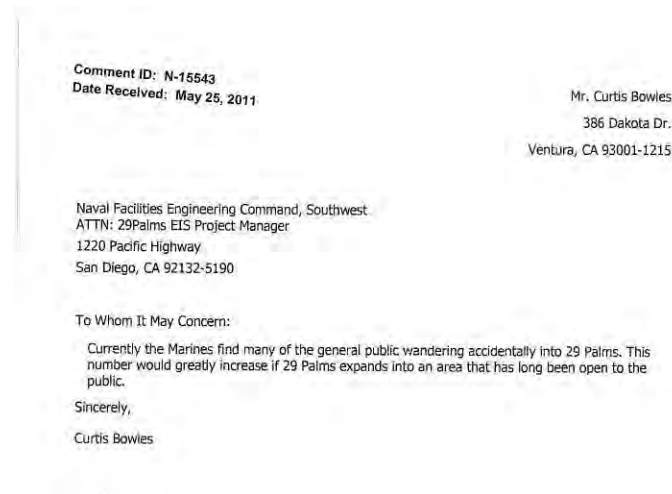 Comment ID: N-15543
Date Received: May 25, 2011
Mr. Curtis Bowles
386 Dakota Dr.
Ventura, CA 93001-1215
Naval Facilities Engineering Command, Southwest
ATTN: 29Palms EIS Project Manager
1220 Pacific Highway
San Diego, CA 92132-5190
To Whom It May Concern:
Currently the Marines find many of the general public wandering accidentally into 29 Palms. This
number would greatly increase if 29 Palms expands into an area that has long been open to the
public.
Sincerely,
Curtis Bowles